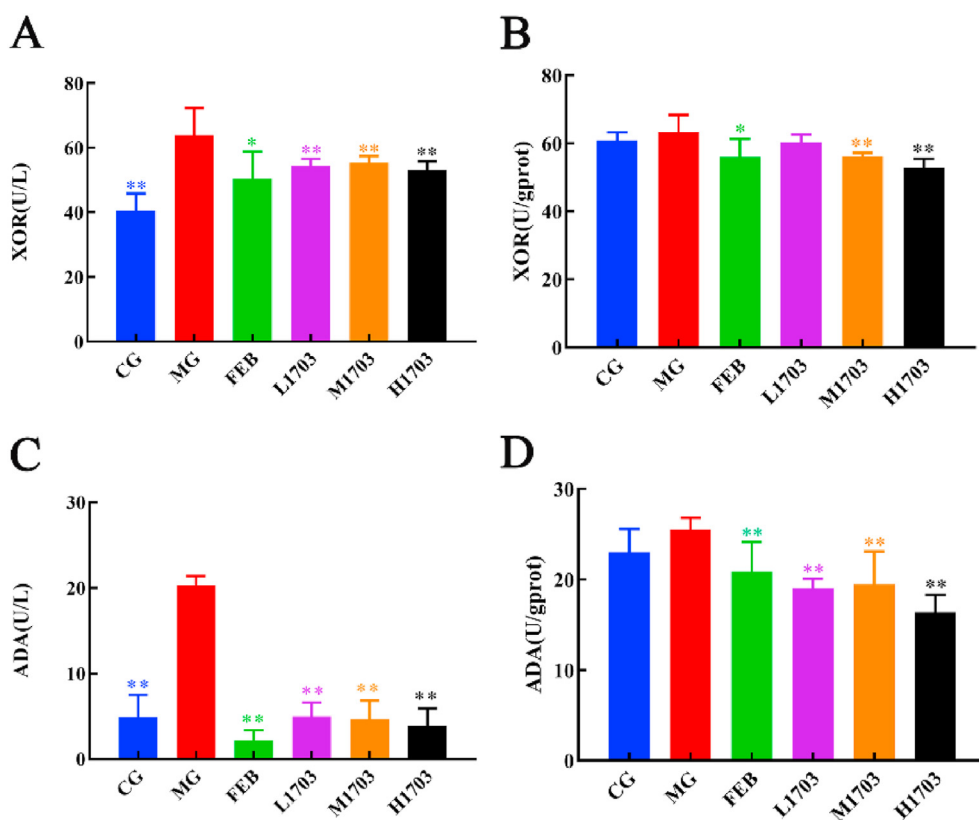 A
XOR(U/L)
80
60
40
20
0
**
*
**
**
**
CG
MG
FEB
L1703
M1703
H1703
B
XOR(U/gprot)
80
60
40
20
0
*
**
**
CG
MG
FEB
L1703
M1703
H1703
C
ADA(U/L)
30
20
10
0
**
**
**
**
**
CG
MG
FEB
L1703
M1703
H1703
D
ADA(U/gprot)
30
20
10
0
**
**
**
**
CG
MG
FEB
L1703
M1703
H1703